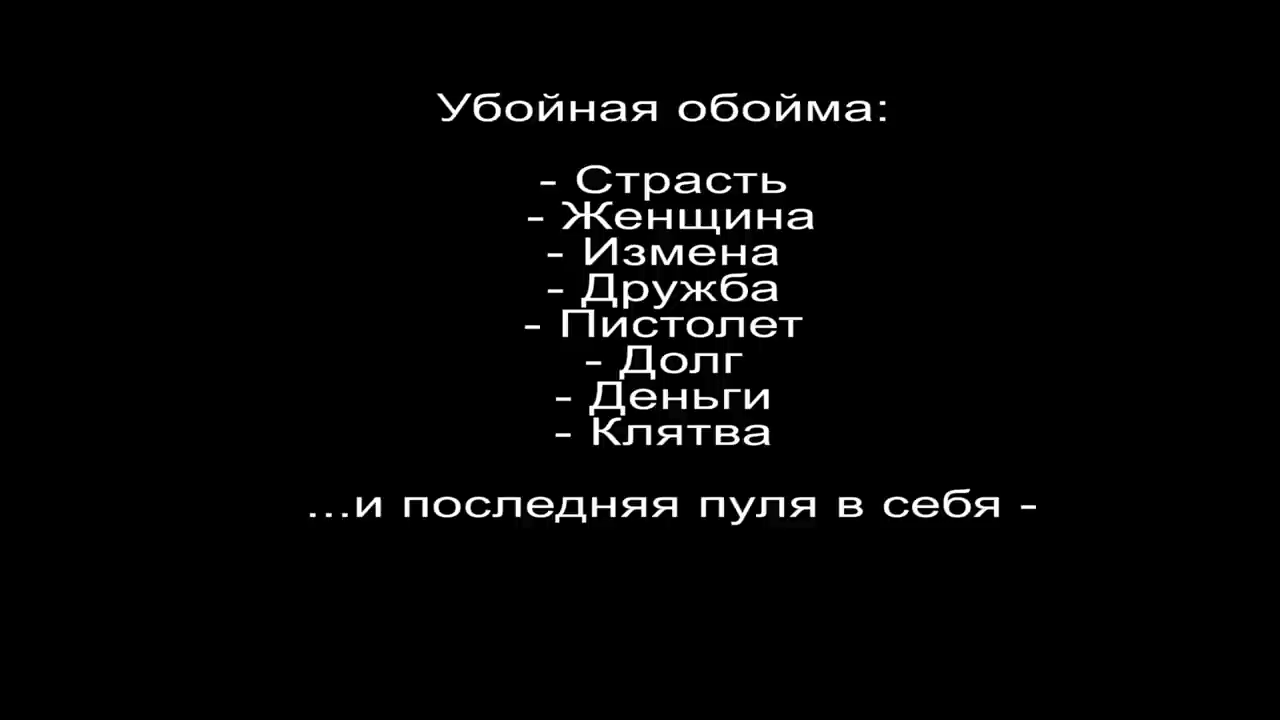 Убойная обойма:
- Страсть
- Женщина
- Измена
- Дружба
- Пистолет
- Долг
- Деньги
- Клятва
...и последняя пуля в себя -